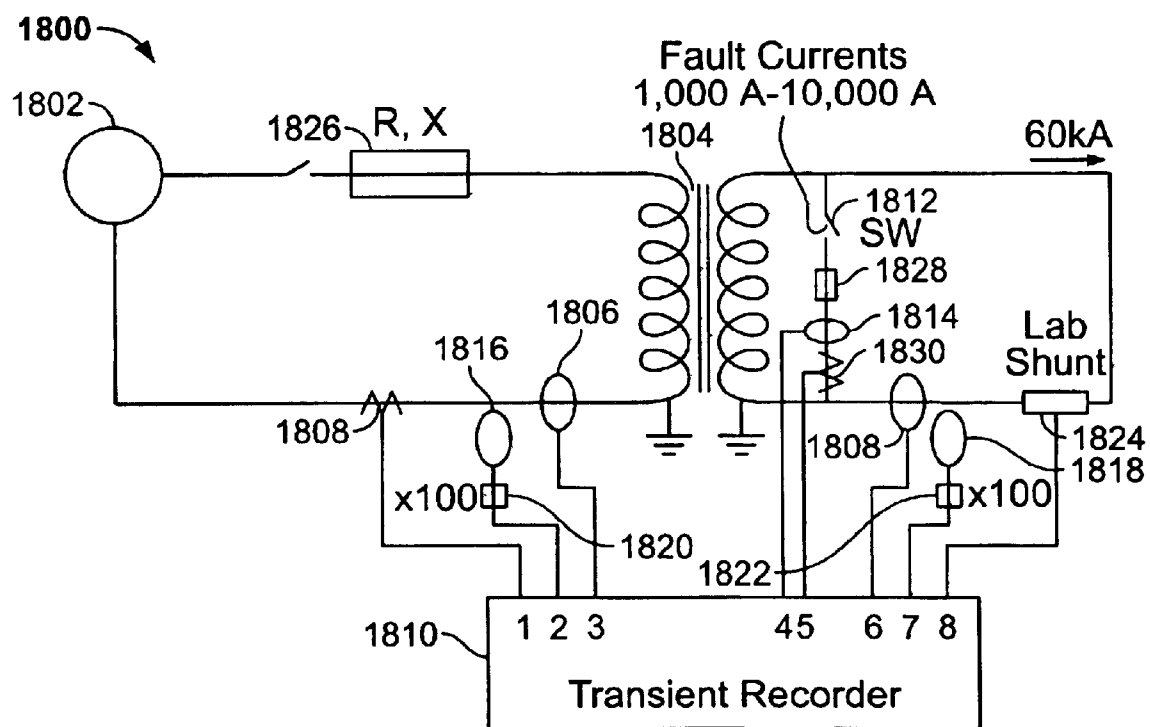 1800
1802
1826
R, X
Fault Currents
1,000 A-10,000 A
1804
60kA
1812
SW
1828
1814
1830
Lab
Shunt
1806
1816
1808
1808
1824
1818
x100
1820
1822
x100
1810
1 2 3 45 6 7 8
Transient Recorder